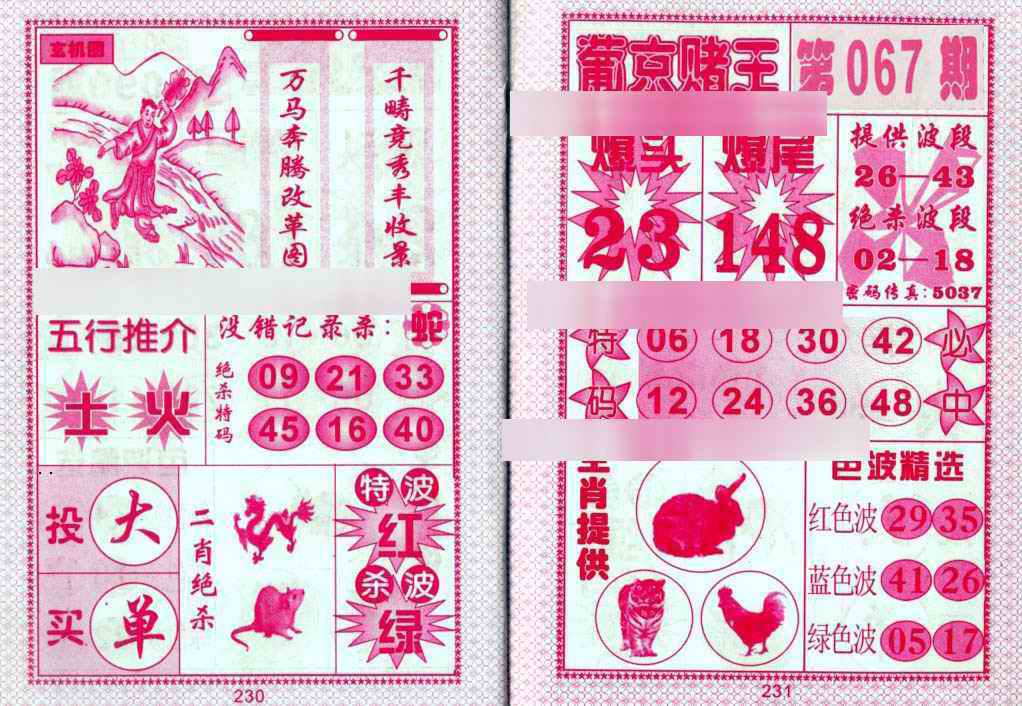 玄机图
千畴竞秀丰收景
万马奔腾改革图
五行推介
土 火
没错记录杀：蛇
绝杀特码
09 21 33
45 16 40
投 大
买 单
二肖绝杀
特波
红
杀波
绿
230
葡京赌王
第067期
爆头
23
爆尾
148
提供波段
26—43
绝杀波段
02—18
密码传真：5037
特码
06 18 30 42
12 24 36 48
必中
生肖提供
色波精选
红色波 29 35
蓝色波 41 26
绿色波 05 17
231